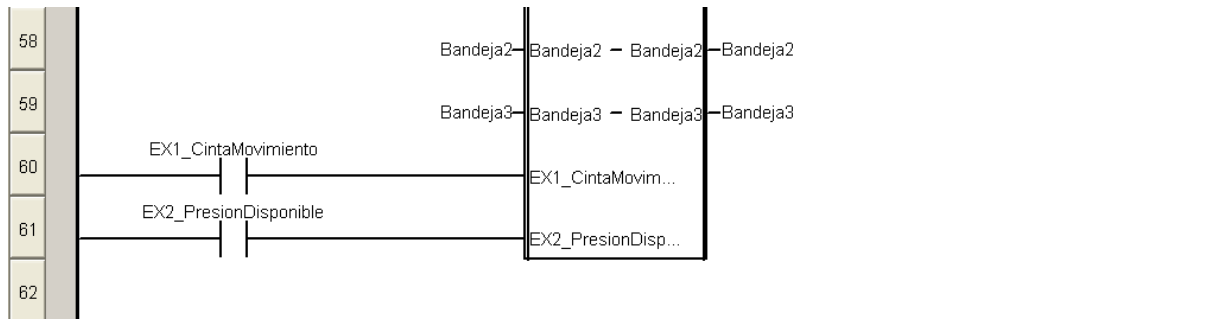 58
Bandeja2 Bandeja2 – Bandeja2 Bandeja2
59
Bandeja3 Bandeja3 – Bandeja3 Bandeja3
EX1_CintaMovimiento
60
EX1_CintaMovim...
EX2_PresionDisponible
61
EX2_PresionDisp...
62